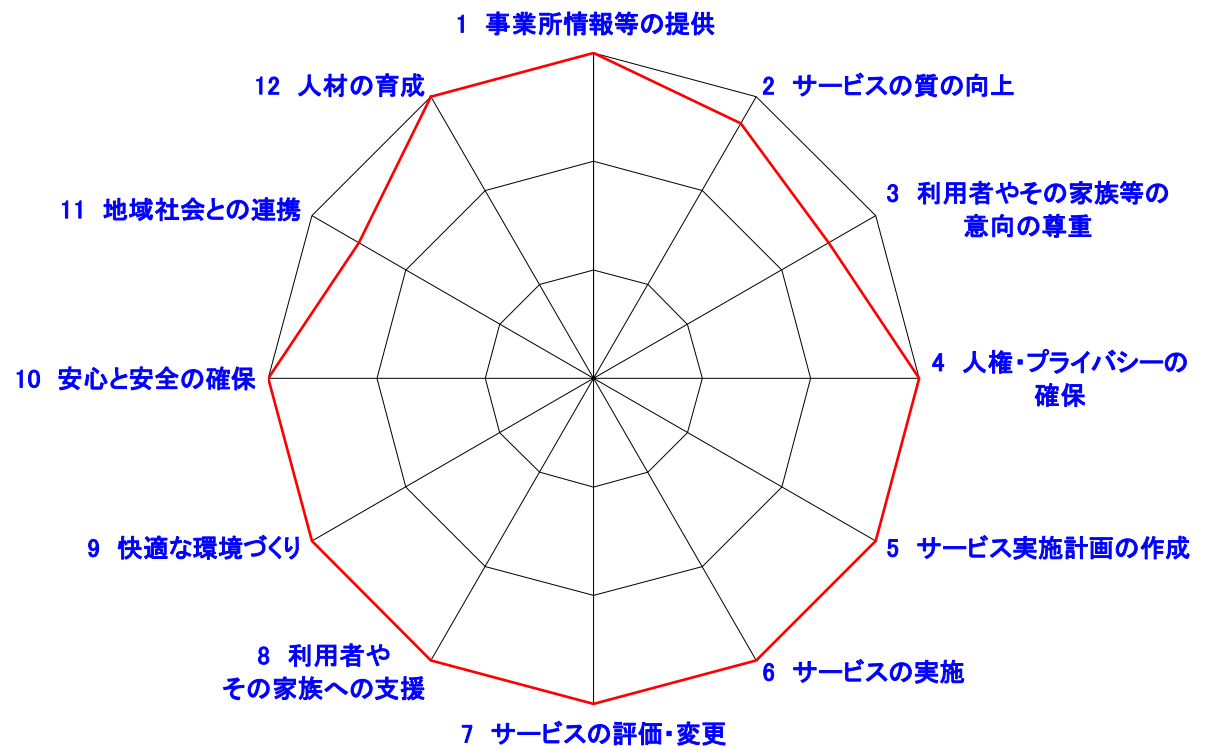 1 事業所情報等の提供
2 サービスの質の向上
3 利用者やその家族等の
意向の尊重
4 人権・プライバシーの
確保
5 サービス実施計画の作成
6 サービスの実施
7 サービスの評価・変更
8 利用者や
その家族への支援
9 快適な環境づくり
10 安心と安全の確保
11 地域社会との連携
12 人材の育成